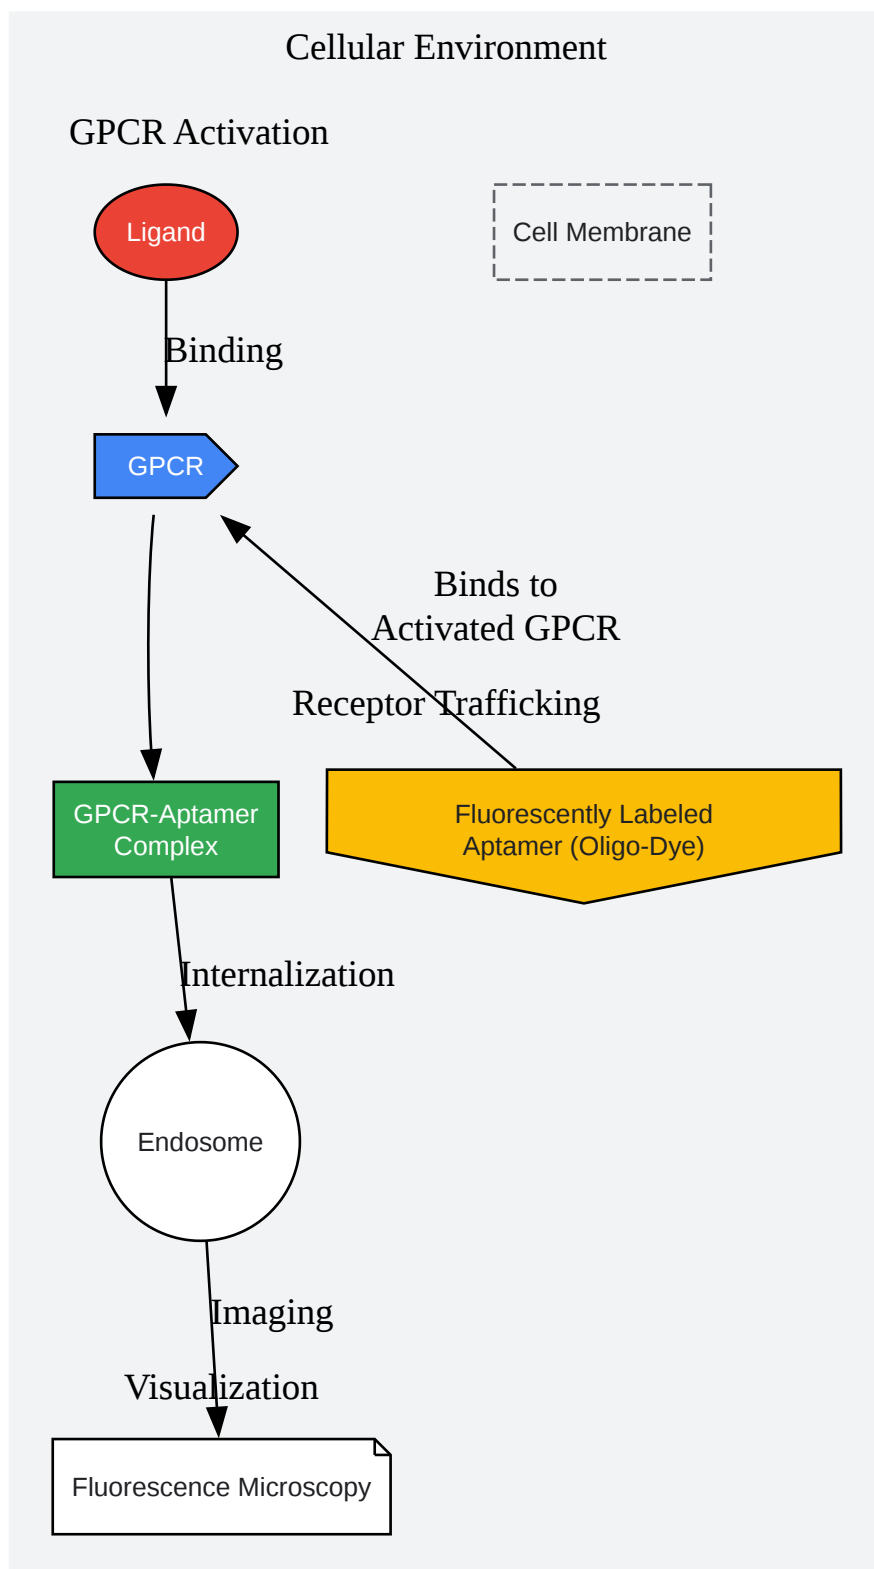 Cellular Environment
GPCR Activation
Ligand
Cell Membrane
Binding
GPCR
Binds to
Activated GPCR
Receptor Trafficking
GPCR-Aptamer
Complex
Fluorescently Labeled
Aptamer (Oligo-Dye)
Internalization
Endosome
Imaging
Visualization
Fluorescence Microscopy